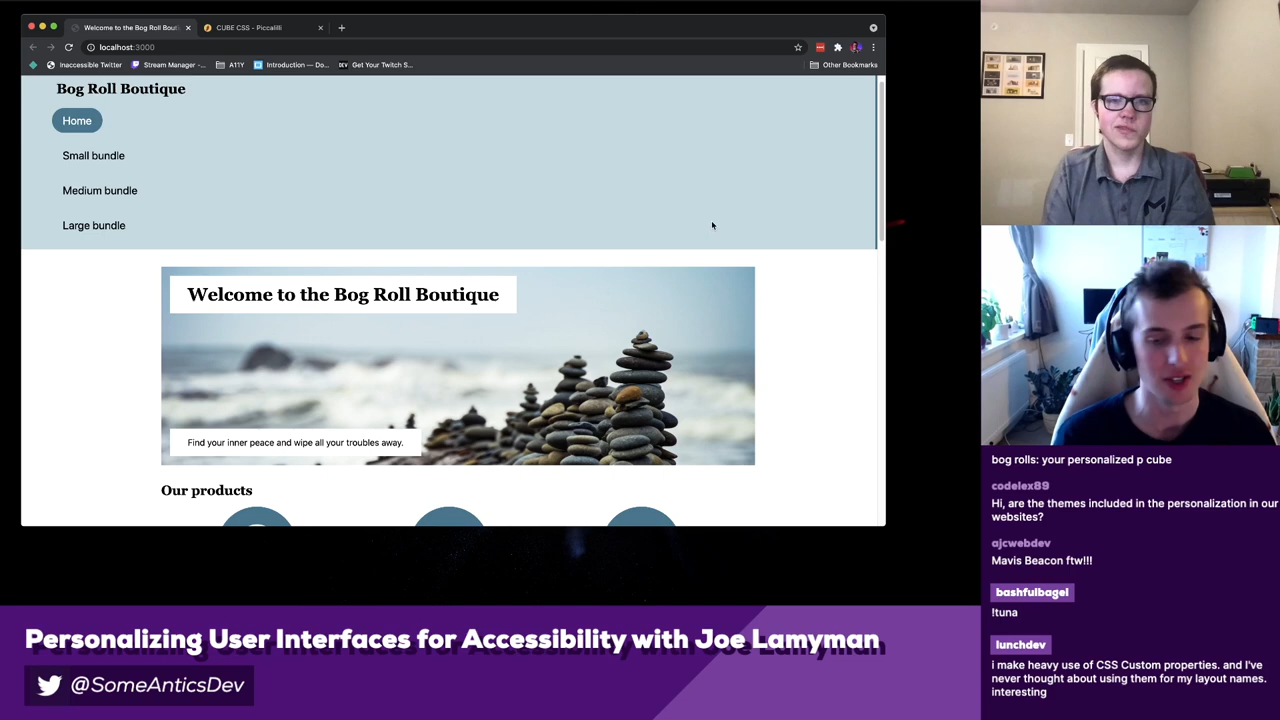 Welcome to the Bog Roll Bouti
CUBE CSS - Piccalilli
localhost:3000
Inaccessible Twitter
Stream Manager -...
A11Y
Introduction — Do...
DEV
Get Your Twitch S...
Other Bookmarks
Bog Roll Boutique
Home
Small bundle
Medium bundle
Large bundle
Welcome to the Bog Roll Boutique
Find your inner peace and wipe all your troubles away.
Our products
bog rolls: your personalized p cube
codelex89
Hi, are the themes included in the personalization in our
websites?
ajcwebdev
Mavis Beacon ftw!!!
bashfulbagel
!tuna
lunchdev
i make heavy use of CSS Custom properties. and I've
never thought about using them for my layout names.
interesting
Personalizing User Interfaces for Accessibility with Joe Lamyman
@SomeAnticsDev